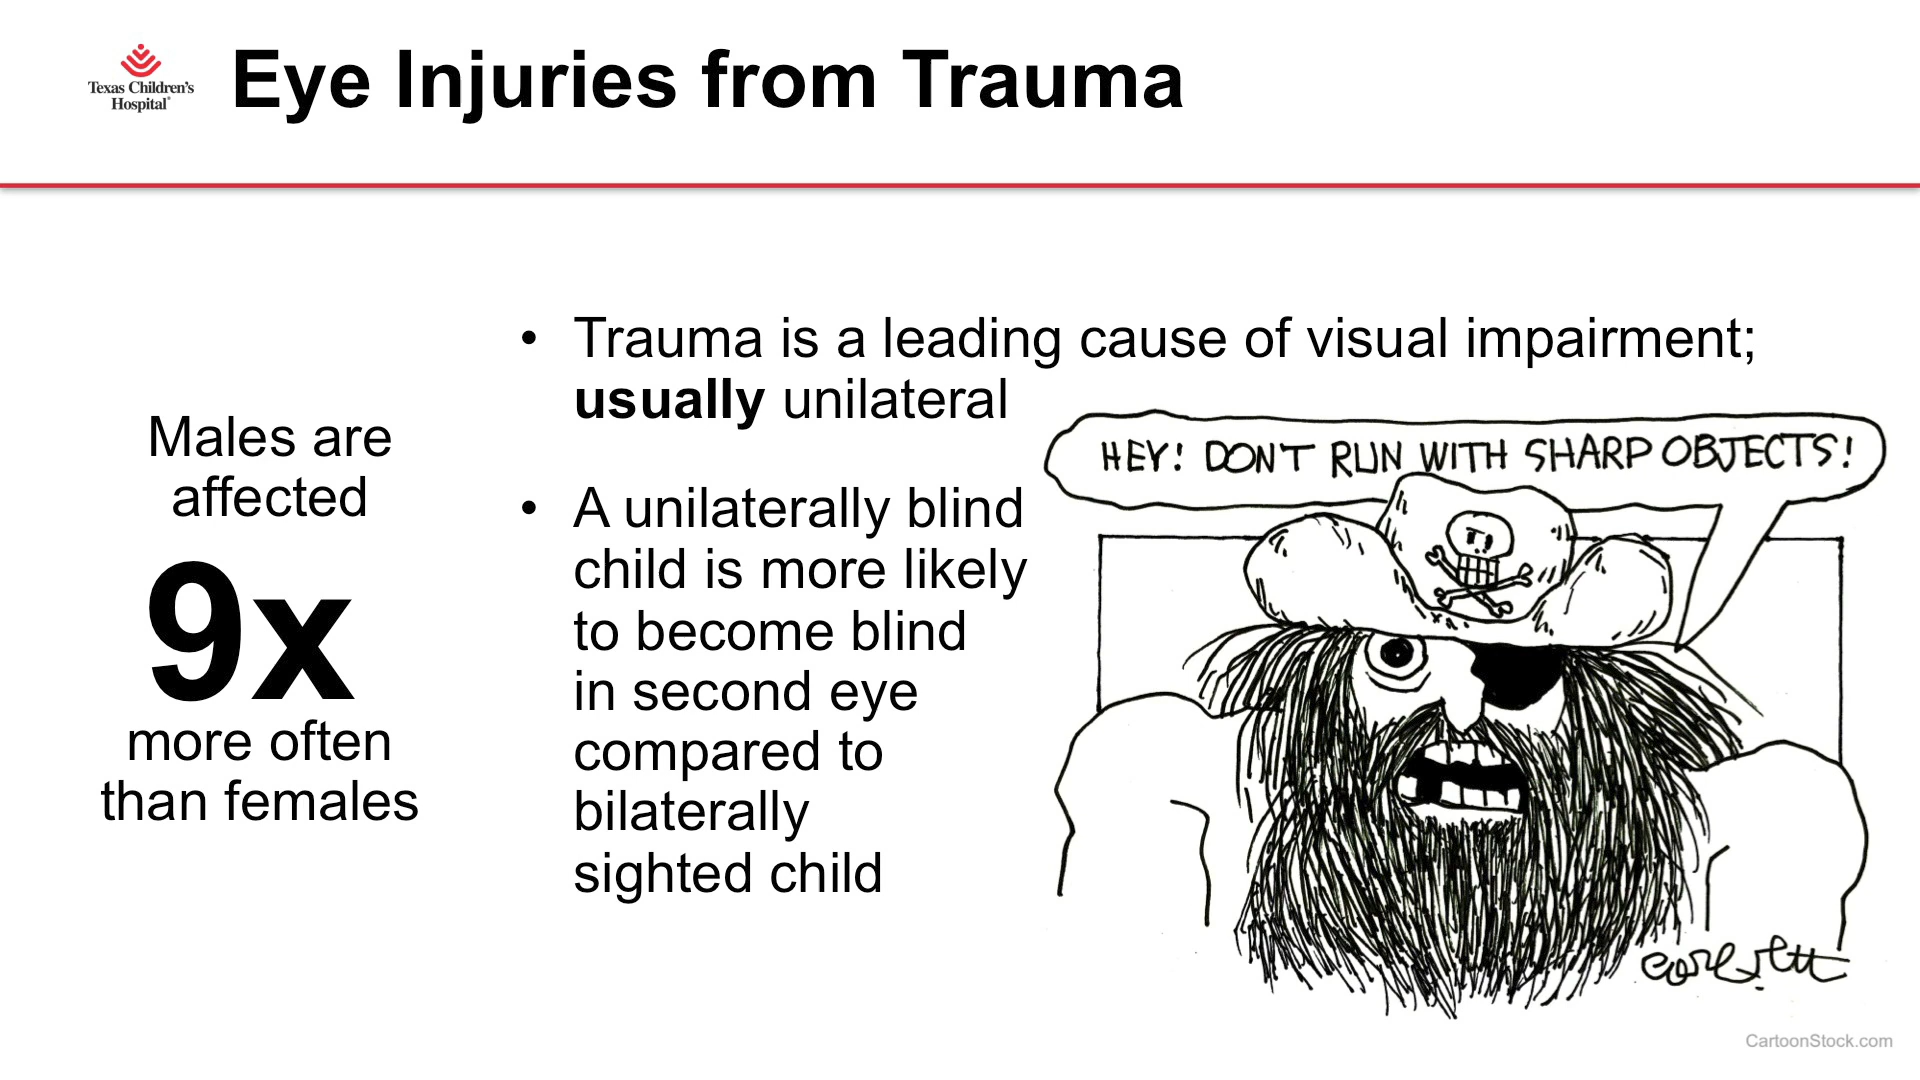 Texas Children's
Hospital®
Eye Injuries from Trauma
Males are
affected
9x
more often
than females
• Trauma is a leading cause of visual impairment;
usually unilateral
• A unilaterally blind
child is more likely
to become blind
in second eye
compared to
bilaterally
sighted child
HEY! DON'T RUN WITH SHARP OBJECTS!
CartoonStock.com